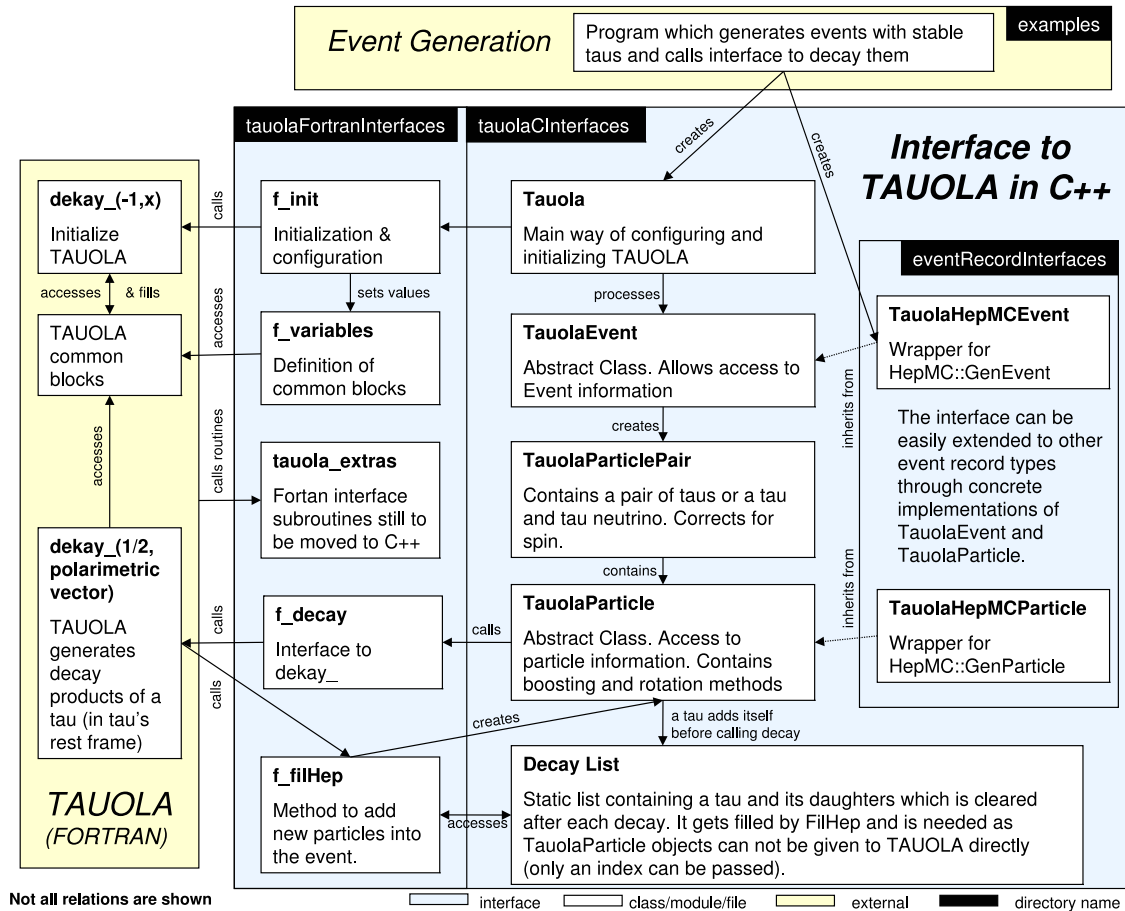 Event Generation
Program which generates events with stable
taus and calls interface to decay them
examples
tauolaFortranInterfaces
tauolaCInterfaces
creates
creates
Interface to
TAUOLA in C++
dekay_(-1,x)
Initialize
TAUOLA
calls
f_init
Initialization &
configuration
Tauola
Main way of configuring and
initializing TAUOLA
eventRecordInterfaces
accesses
& fills
sets values
processes
TAUOLA
common
blocks
accesses
f_variables
Definition of
common blocks
TauolaEvent
Abstract Class. Allows access to
Event information
TauolaHepMCEvent
Wrapper for
HepMC::GenEvent
inherits from
creates
The interface can be
easily extended to other
event record types
through concrete
implementations of
TauolaEvent and
TauolaParticle.
accesses
calls routines
tauola_extras
Fortan interface
subroutines still to
be moved to C++
TauolaParticlePair
Contains a pair of taus or a tau
and tau neutrino. Corrects for
spin.
contains
dekay_(1/2,
polarimetric
vector)
TAUOLA
generates
decay
products of a
tau (in tau's
rest frame)
calls
f_decay
Interface to
dekay_
calls
TauolaParticle
Abstract Class. Access to
particle information. Contains
boosting and rotation methods
inherits from
TauolaHepMCParticle
Wrapper for
HepMC::GenParticle
calls
creates
a tau adds itself
before calling decay
f_filHep
Method to add
new particles into
the event.
accesses
Decay List
Static list containing a tau and its daughters which is cleared
after each decay. It gets filled by FilHep and is needed as
TauolaParticle objects can not be given to TAUOLA directly
(only an index can be passed).
TAUOLA
(FORTRAN)
Not all relations are shown
interface
class/module/file
external
directory name